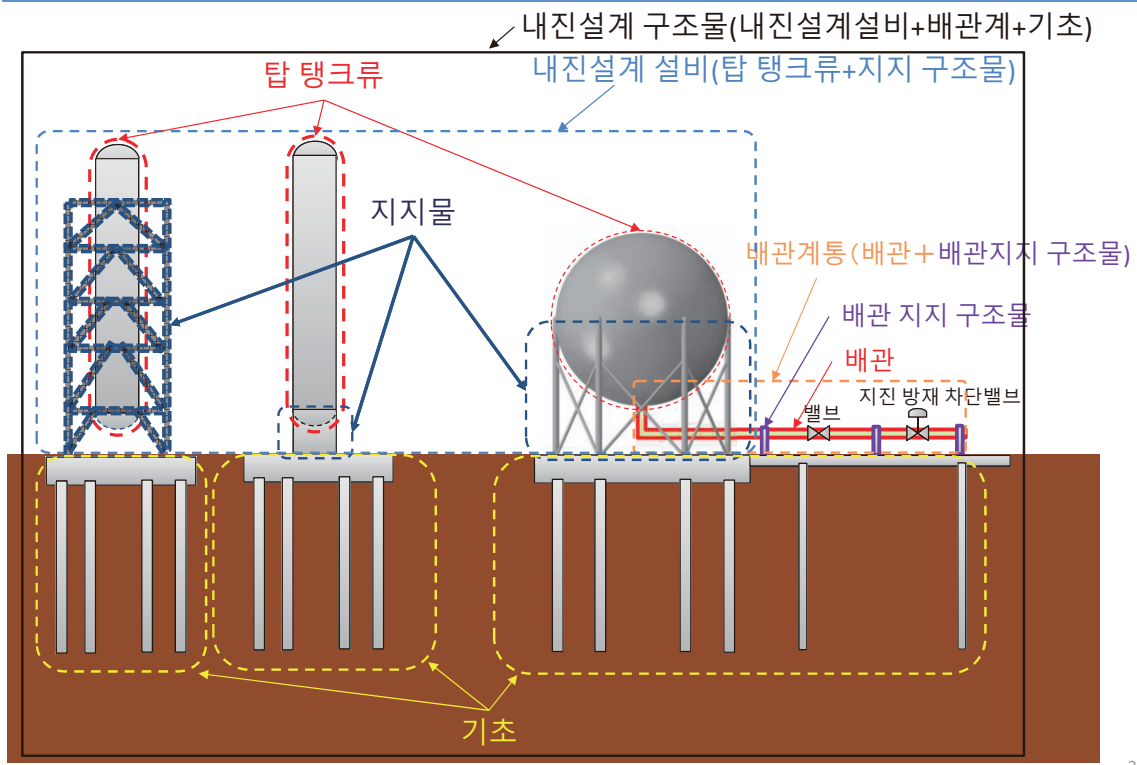 내진설계 구조물(내진설계설비+배관계+기초)
탑 탱크류
내진설계 설비(탑 탱크류+지지 구조물)
지지물
배관계통(배관+배관지지 구조물)
배관 지지 구조물
배관
밸브
지진 방재 차단밸브
기초